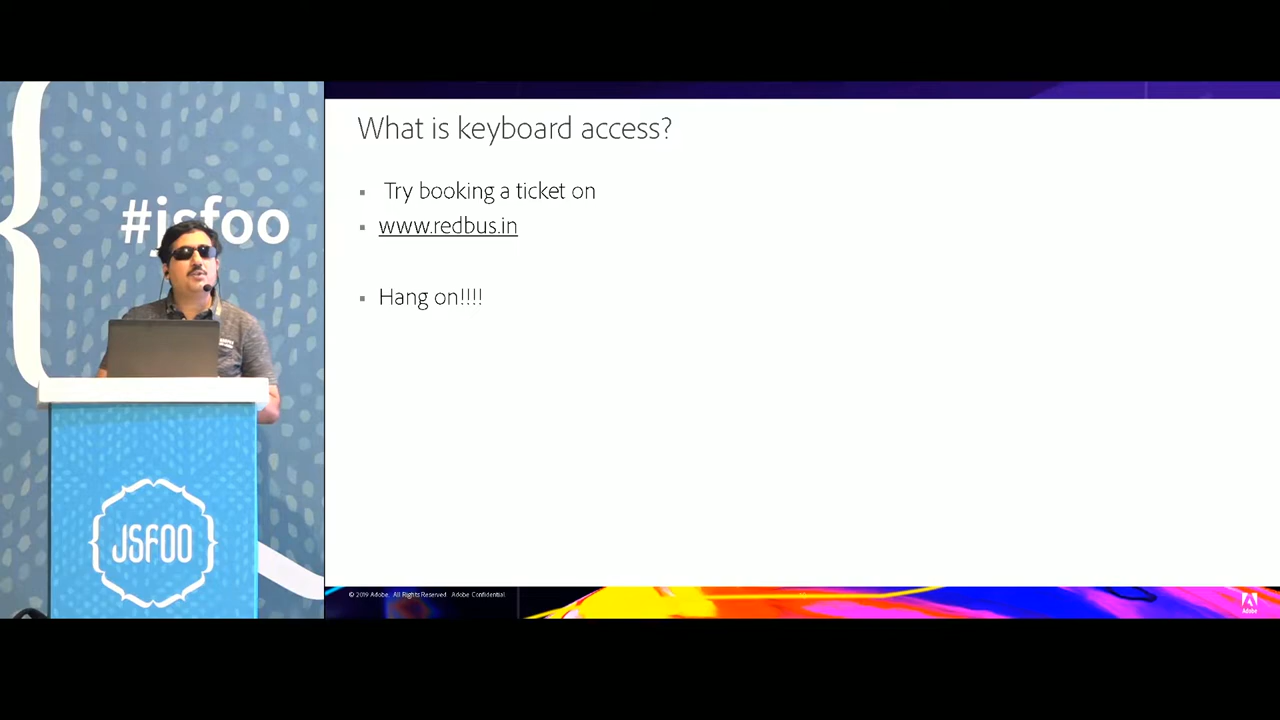 #jsfoo
JSFOO
What is keyboard access?
Try booking a ticket on
www.redbus.in
Hang on!!!!
© 2019 Adobe. All Rights Reserved. Adobe Confidential.
Adobe